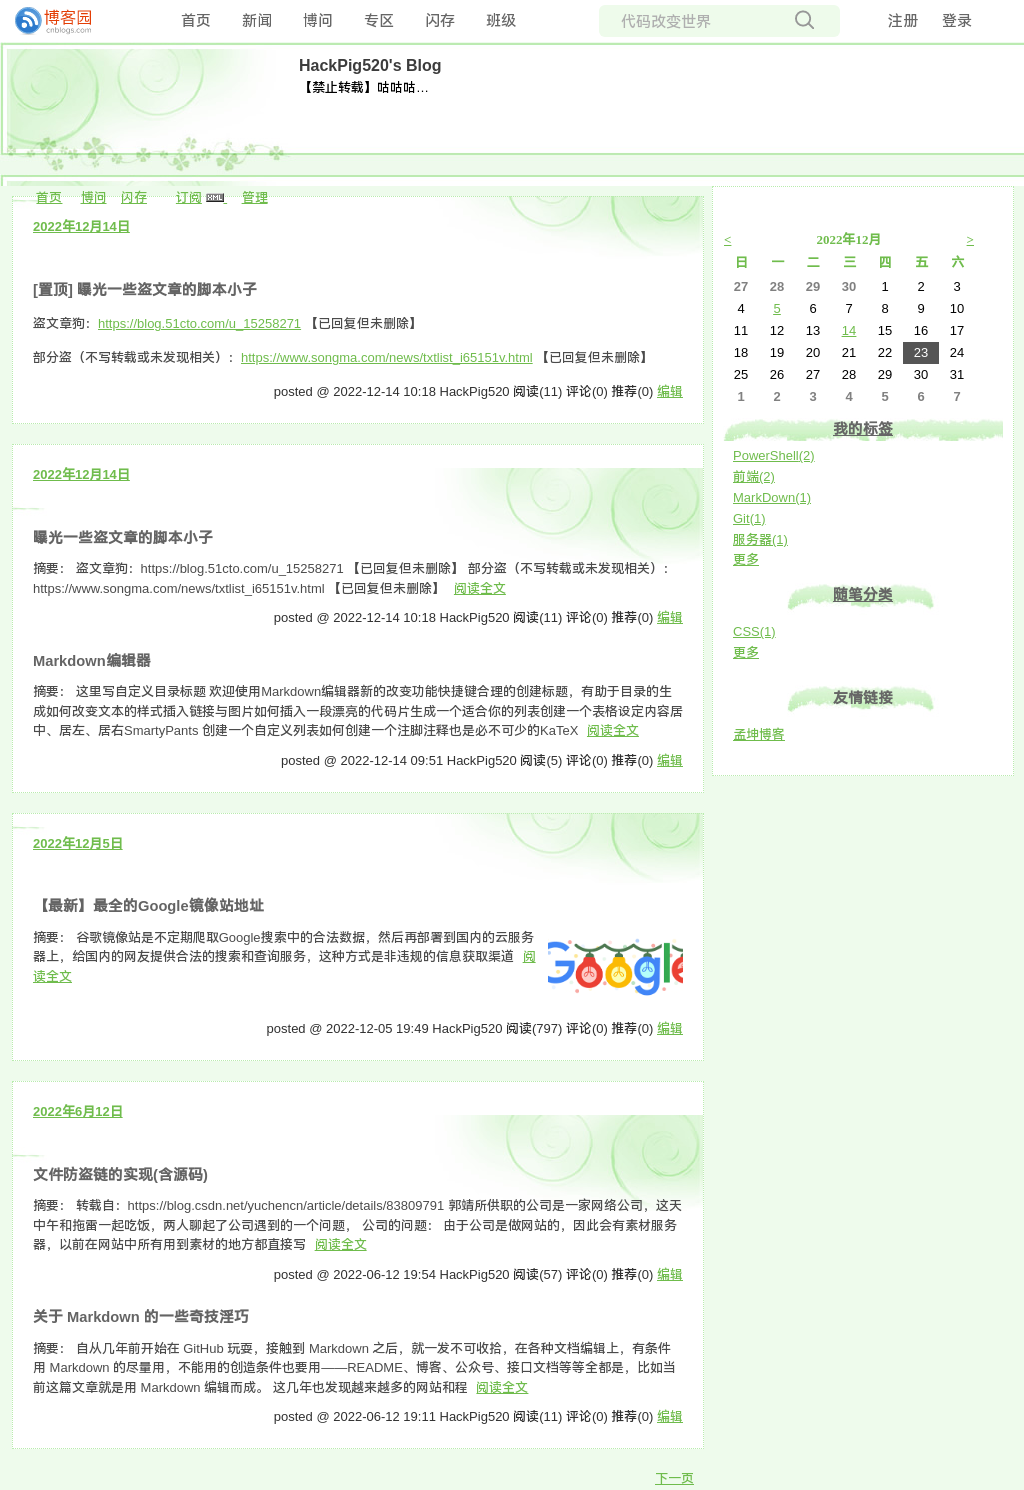 博客园
cnblogs.com
首页 新闻 博问 专区 闪存 班级
代码改变世界
注册 登录
HackPig520's Blog
【禁止转载】咕咕咕…
首页 博问 闪存 订阅 XML 管理
2022年12月14日
[置顶] 曝光一些盗文章的脚本小子
盗文章狗：https://blog.51cto.com/u_15258271 【已回复但未删除】
部分盗（不写转载或未发现相关）：https://www.songma.com/news/txtlist_i65151v.html 【已回复但未删除】
posted @ 2022-12-14 10:18 HackPig520 阅读(11) 评论(0) 推荐(0) 编辑
2022年12月14日
曝光一些盗文章的脚本小子
摘要： 盗文章狗：https://blog.51cto.com/u_15258271 【已回复但未删除】 部分盗（不写转载或未发现相关）：
https://www.songma.com/news/txtlist_i65151v.html 【已回复但未删除】 阅读全文
posted @ 2022-12-14 10:18 HackPig520 阅读(11) 评论(0) 推荐(0) 编辑
Markdown编辑器
摘要： 这里写自定义目录标题 欢迎使用Markdown编辑器新的改变功能快捷键合理的创建标题，有助于目录的生
成如何改变文本的样式插入链接与图片如何插入一段漂亮的代码片生成一个适合你的列表创建一个表格设定内容居
中、居左、居右SmartyPants 创建一个自定义列表如何创建一个注脚注释也是必不可少的KaTeX 阅读全文
posted @ 2022-12-14 09:51 HackPig520 阅读(5) 评论(0) 推荐(0) 编辑
2022年12月5日
【最新】最全的Google镜像站地址
摘要： 谷歌镜像站是不定期爬取Google搜索中的合法数据，然后再部署到国内的云服务
器上，给国内的网友提供合法的搜索和查询服务，这种方式是非违规的信息获取渠道 阅
读全文
Google
posted @ 2022-12-05 19:49 HackPig520 阅读(797) 评论(0) 推荐(0) 编辑
2022年6月12日
文件防盗链的实现(含源码)
摘要： 转载自：https://blog.csdn.net/yuchencn/article/details/83809791 郭靖所供职的公司是一家网络公司，这天
中午和拖雷一起吃饭，两人聊起了公司遇到的一个问题， 公司的问题： 由于公司是做网站的，因此会有素材服务
器，以前在网站中所有用到素材的地方都直接写 阅读全文
posted @ 2022-06-12 19:54 HackPig520 阅读(57) 评论(0) 推荐(0) 编辑
关于 Markdown 的一些奇技淫巧
摘要： 自从几年前开始在 GitHub 玩耍，接触到 Markdown 之后，就一发不可收拾，在各种文档编辑上，有条件
用 Markdown 的尽量用，不能用的创造条件也要用——README、博客、公众号、接口文档等等全都是，比如当
前这篇文章就是用 Markdown 编辑而成。 这几年也发现越来越多的网站和程 阅读全文
posted @ 2022-06-12 19:11 HackPig520 阅读(11) 评论(0) 推荐(0) 编辑
下一页
< 2022年12月 >
日 一 二 三 四 五 六
27 28 29 30 1 2 3
4 5 6 7 8 9 10
11 12 13 14 15 16 17
18 19 20 21 22 23 24
25 26 27 28 29 30 31
1 2 3 4 5 6 7
我的标签
PowerShell(2)
前端(2)
MarkDown(1)
Git(1)
服务器(1)
更多
随笔分类
CSS(1)
更多
友情链接
孟坤博客